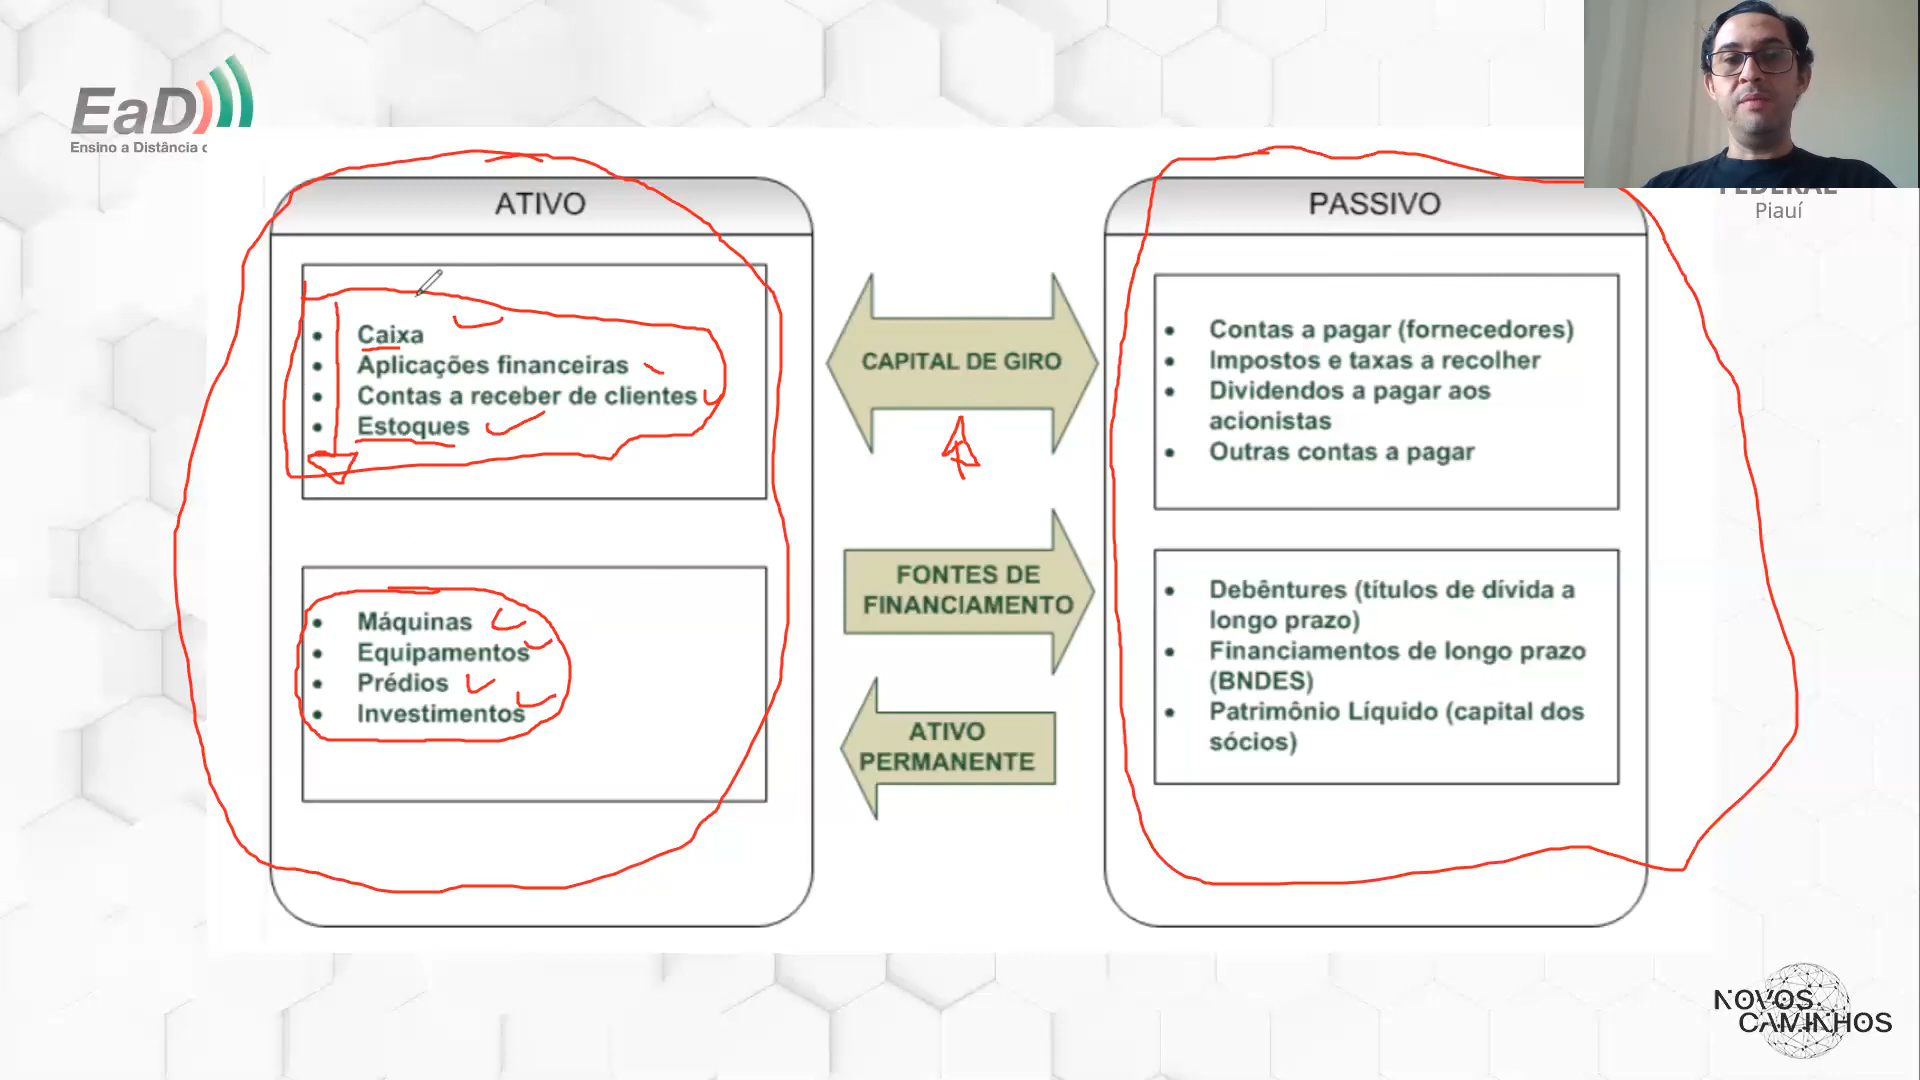 EaD
Ensino a Distância
FEDERAL
Piauí
ATIVO
• Caixa
• Aplicações financeiras
• Contas a receber de clientes
• Estoques
• Máquinas
• Equipamentos
• Prédios
• Investimentos
CAPITAL DE GIRO
FONTES DE
FINANCIAMENTO
ATIVO
PERMANENTE
PASSIVO
• Contas a pagar (fornecedores)
• Impostos e taxas a recolher
• Dividendos a pagar aos
acionistas
• Outras contas a pagar
• Debêntures (títulos de dívida a
longo prazo)
• Financiamentos de longo prazo
(BNDES)
• Patrimônio Líquido (capital dos
sócios)
NOVOS
CAMINHOS